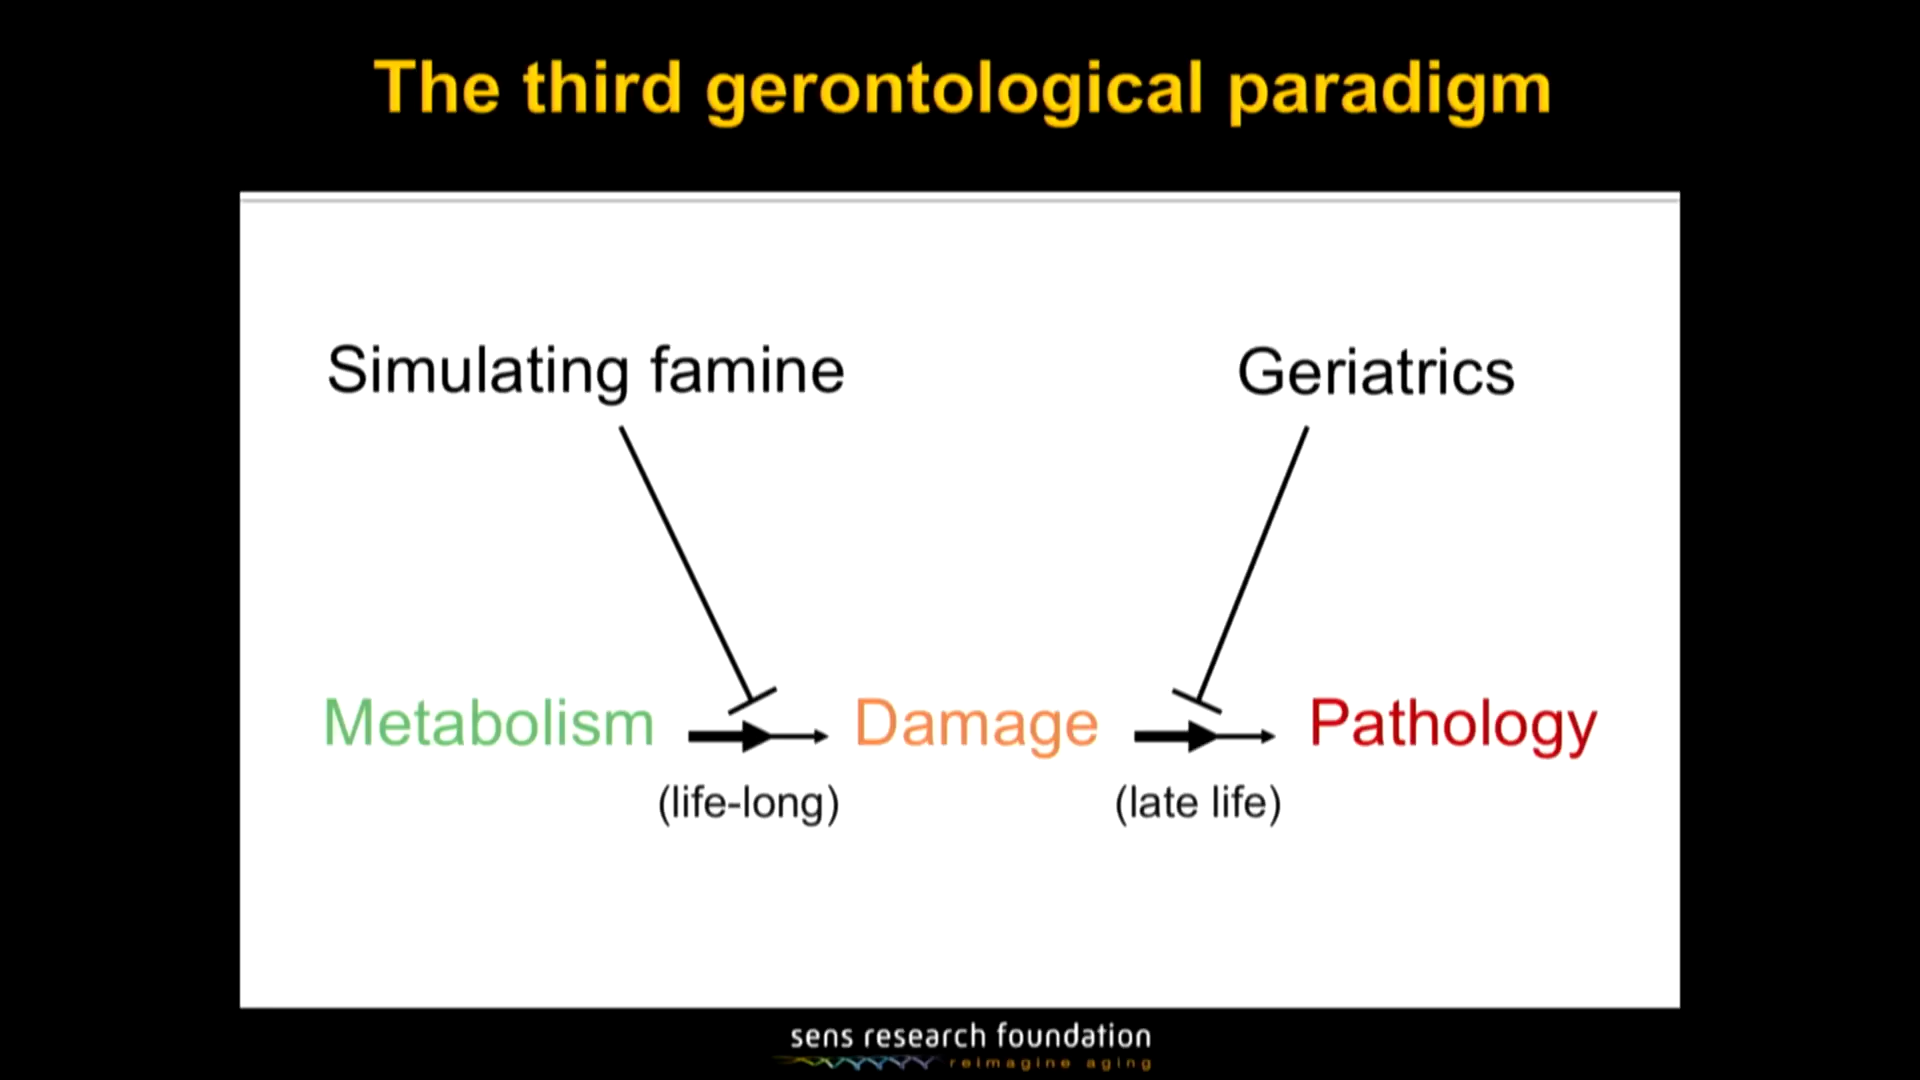 The third gerontological paradigm
Simulating famine
Geriatrics
Metabolism
Damage
Pathology
(life-long)
(late life)
sens research foundation
reimagine aging